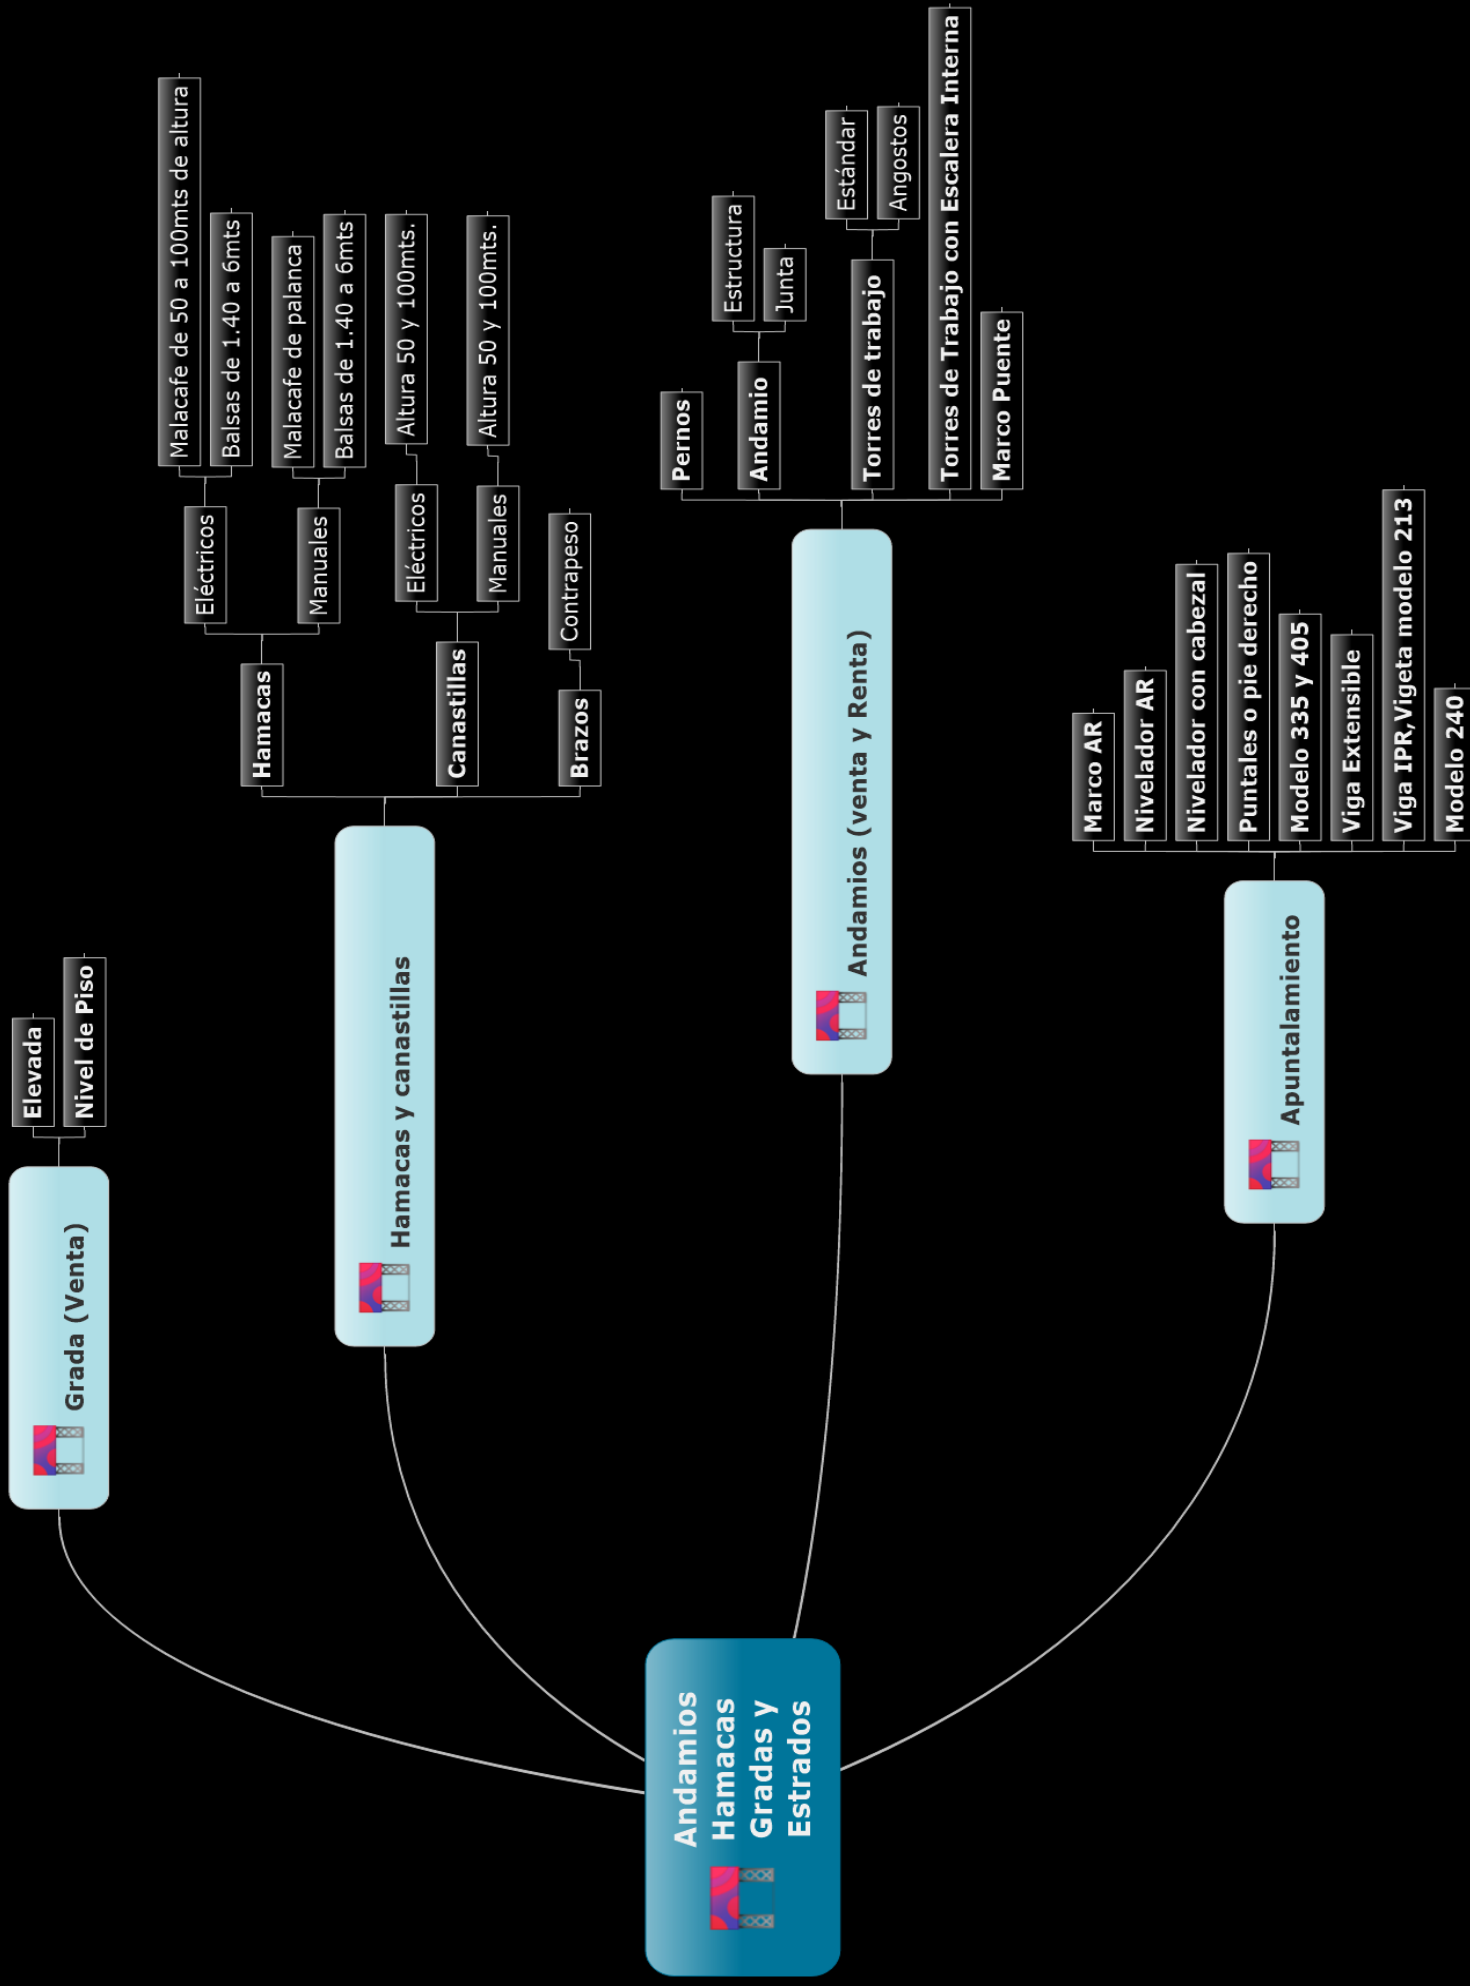 Andamios
Hamacas
Gradas y
Estrados
Grada (Venta)
Elevada
Nivel de Piso
Hamacas y canastillas
Hamacas
Eléctricos
Malacafe de 50 a 100mts de altura
Balsas de 1.40 a 6mts
Manuales
Malacafe de palanca
Balsas de 1.40 a 6mts
Canastillas
Eléctricos
Altura 50 y 100mts.
Manuales
Altura 50 y 100mts.
Brazos
Contrapeso
Andamios (venta y Renta)
Pernos
Andamio
Estructura
Junta
Torres de trabajo
Estándar
Angostos
Torres de Trabajo con Escalera Interna
Marco Puente
Apuntalamiento
Marco AR
Nivelador AR
Nivelador con cabezal
Puntales o pie derecho
Modelo 335 y 405
Viga Extensible
Viga IPR,Vigeta modelo 213
Modelo 240